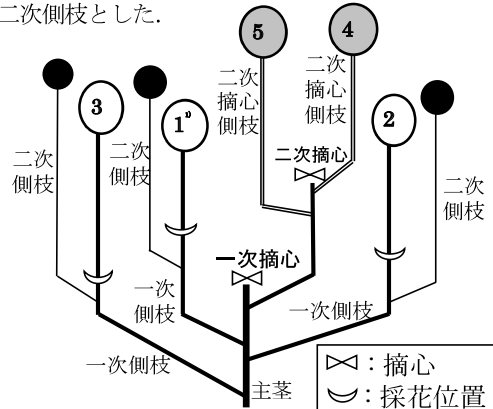 二次側枝とした.
5
4
二次
摘心
側枝
二次
摘心
側枝
3
1
1)
2
二次
側枝
二次
側枝
二次摘心
二次
側枝
一次摘心
一次
側枝
一次側枝
一次側枝
主茎
：摘心
：採花位置